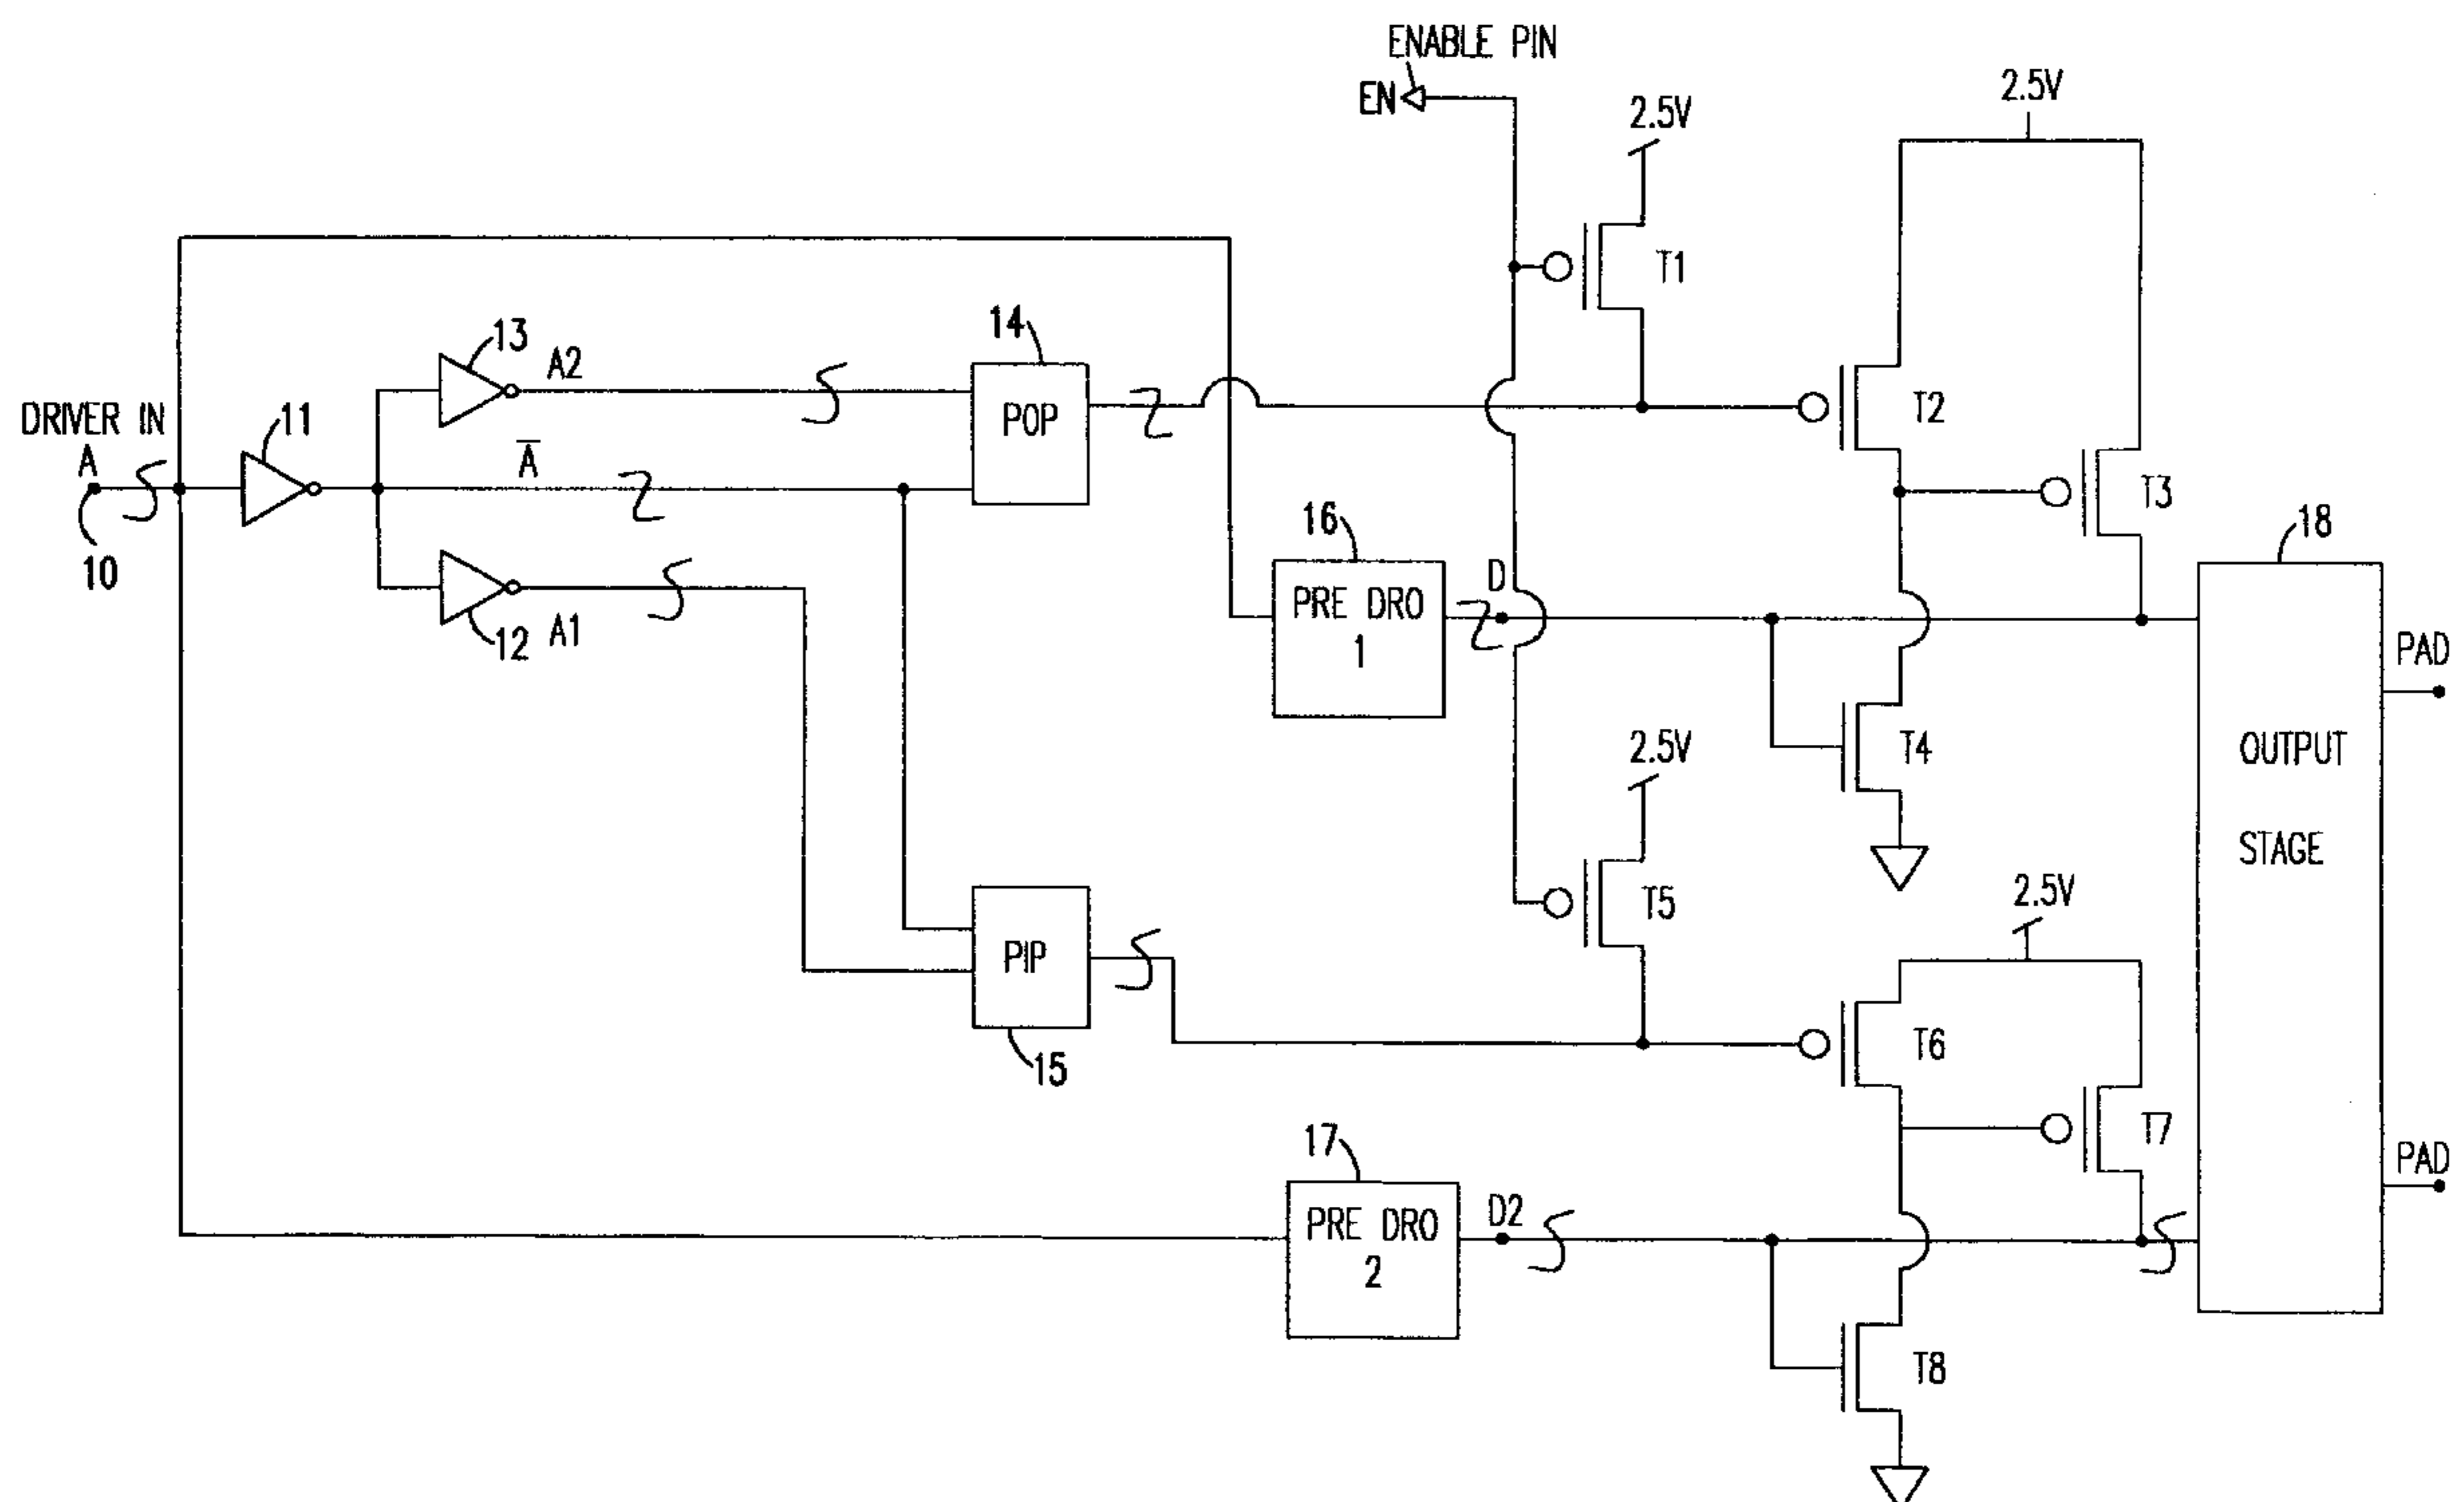 ENABLE PIN
EN
2.5V
2.5V
T1
14
13
A2
POP
T2
DRIVER IN
A
11
A̅
T3
10
16
18
D
PRE DRO
1
12
A1
PAD
2.5V
T4
OUTPUT
STAGE
T5
2.5V
PIP
15
T6
17
T7
PAD
D2
PRE DRO
2
T8